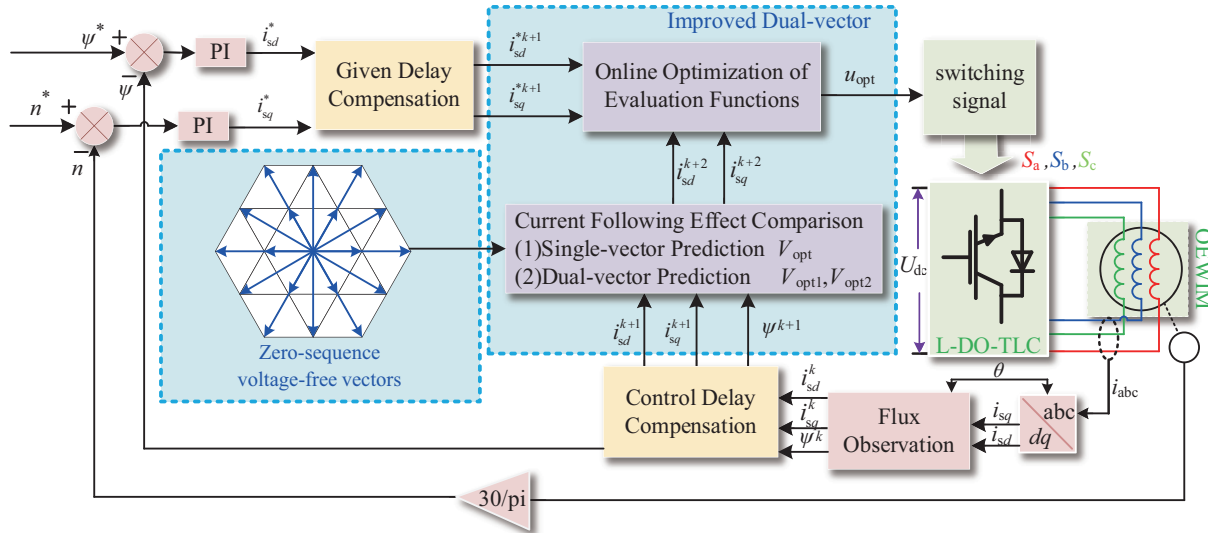 Improved Dual-vector
ψ* +
−
ψ
PI
i*sd
n* +
−
n
PI
i*sq
Given Delay
Compensation
i*k+1sd
i*k+1sq
Online Optimization of
Evaluation Functions
uopt
switching
signal
Sa,Sb,Sc
ik+2sd
ik+2sq
Current Following Effect Comparison
(1)Single-vector Prediction Vopt
(2)Dual-vector Prediction Vopt1,Vopt2
Zero-sequence
voltage-free vectors
Udc
L-DO-TLC
OEWIM
ik+1sd
ik+1sq
ψk+1
Control Delay
Compensation
iksd
iksq
ψk
Flux
Observation
θ
isq
isd
abc
dq
iabc
30/pi